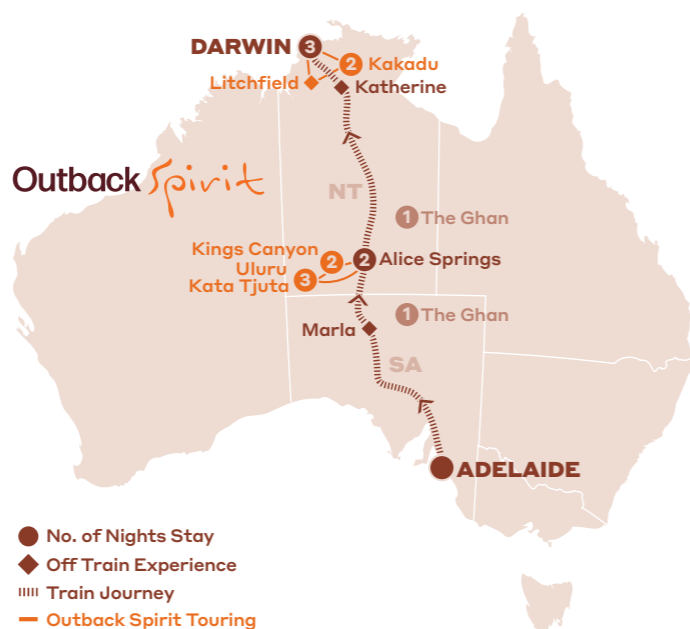 DARWIN 3
2 Kakadu
Litchfield
Katherine
Outback Spirit
NT
1 The Ghan
Kings Canyon 2
Uluru
Kata Tjuta 3
2 Alice Springs
1 The Ghan
Marla
SA
ADELAIDE
No. of Nights Stay
Off Train Experience
Train Journey
Outback Spirit Touring